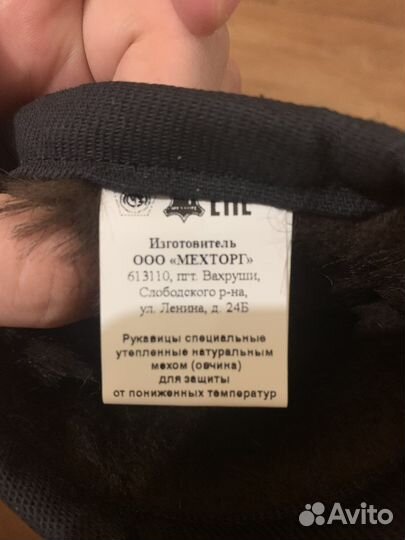 ЕАС
Изготовитель
ООО «МЕХТОРГ»
613110, пгт. Вахруши,
Слободского р-на,
ул. Ленина, д. 24Б
Рукавицы специальные
утепленные натуральным
мехом (овчина)
для защиты
от пониженных температур
Avito